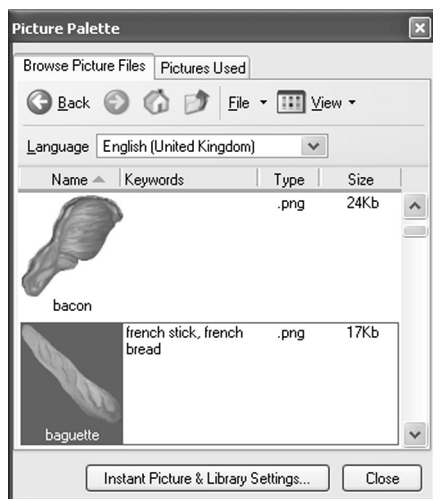 Picture Palette
Browse Picture Files Pictures Used
Back File View
Language English (United Kingdom)
Name Keywords Type Size
.png 24Kb
bacon
french stick, french .png 17Kb
bread
baguette
Instant Picture & Library Settings... Close